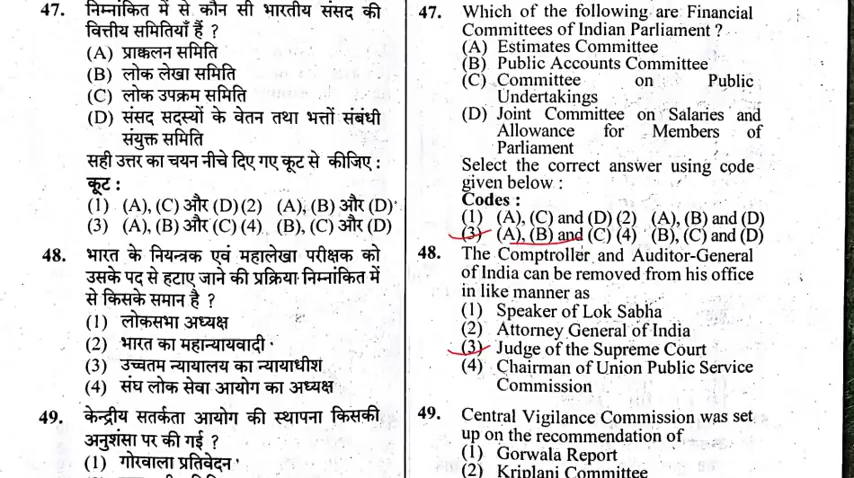 47. निम्नांकित में से कौन सी भारतीय संसद की
वित्तीय समितियाँ हैं ?
(A) प्राक्कलन समिति
(B) लोक लेखा समिति
(C) लोक उपक्रम समिति
(D) संसद सदस्यों के वेतन तथा भत्तों संबंधी
संयुक्त समिति
सही उत्तर का चयन नीचे दिए गए कूट से कीजिए :
कूट :
(1) (A), (C) और (D) (2) (A), (B) और (D)
(3) (A), (B) और (C) (4) (B), (C) और (D)
48. भारत के नियन्त्रक एवं महालेखा परीक्षक को
उसके पद से हटाए जाने की प्रक्रिया निम्नांकित में
से किसके समान है ?
(1) लोकसभा अध्यक्ष
(2) भारत का महान्यायवादी
(3) उच्चतम न्यायालय का न्यायाधीश
(4) संघ लोक सेवा आयोग का अध्यक्ष
49. केन्द्रीय सतर्कता आयोग की स्थापना किसकी
अनुशंसा पर की गई ?
(1) गोरवाला प्रतिवेदन
47. Which of the following are Financial
Committees of Indian Parliament ?
(A) Estimates Committee
(B) Public Accounts Committee
(C) Committee on Public
Undertakings
(D) Joint Committee on Salaries and
Allowance for Members of
Parliament
Select the correct answer using code
given below :
Codes :
(1) (A), (C) and (D) (2) (A), (B) and (D)
(3) (A), (B) and (C) (4) (B), (C) and (D)
48. The Comptroller and Auditor-General
of India can be removed from his office
in like manner as
(1) Speaker of Lok Sabha
(2) Attorney General of India
(3) Judge of the Supreme Court
(4) Chairman of Union Public Service
Commission
49. Central Vigilance Commission was set
up on the recommendation of
(1) Gorwala Report
(2) Kriplani Committee